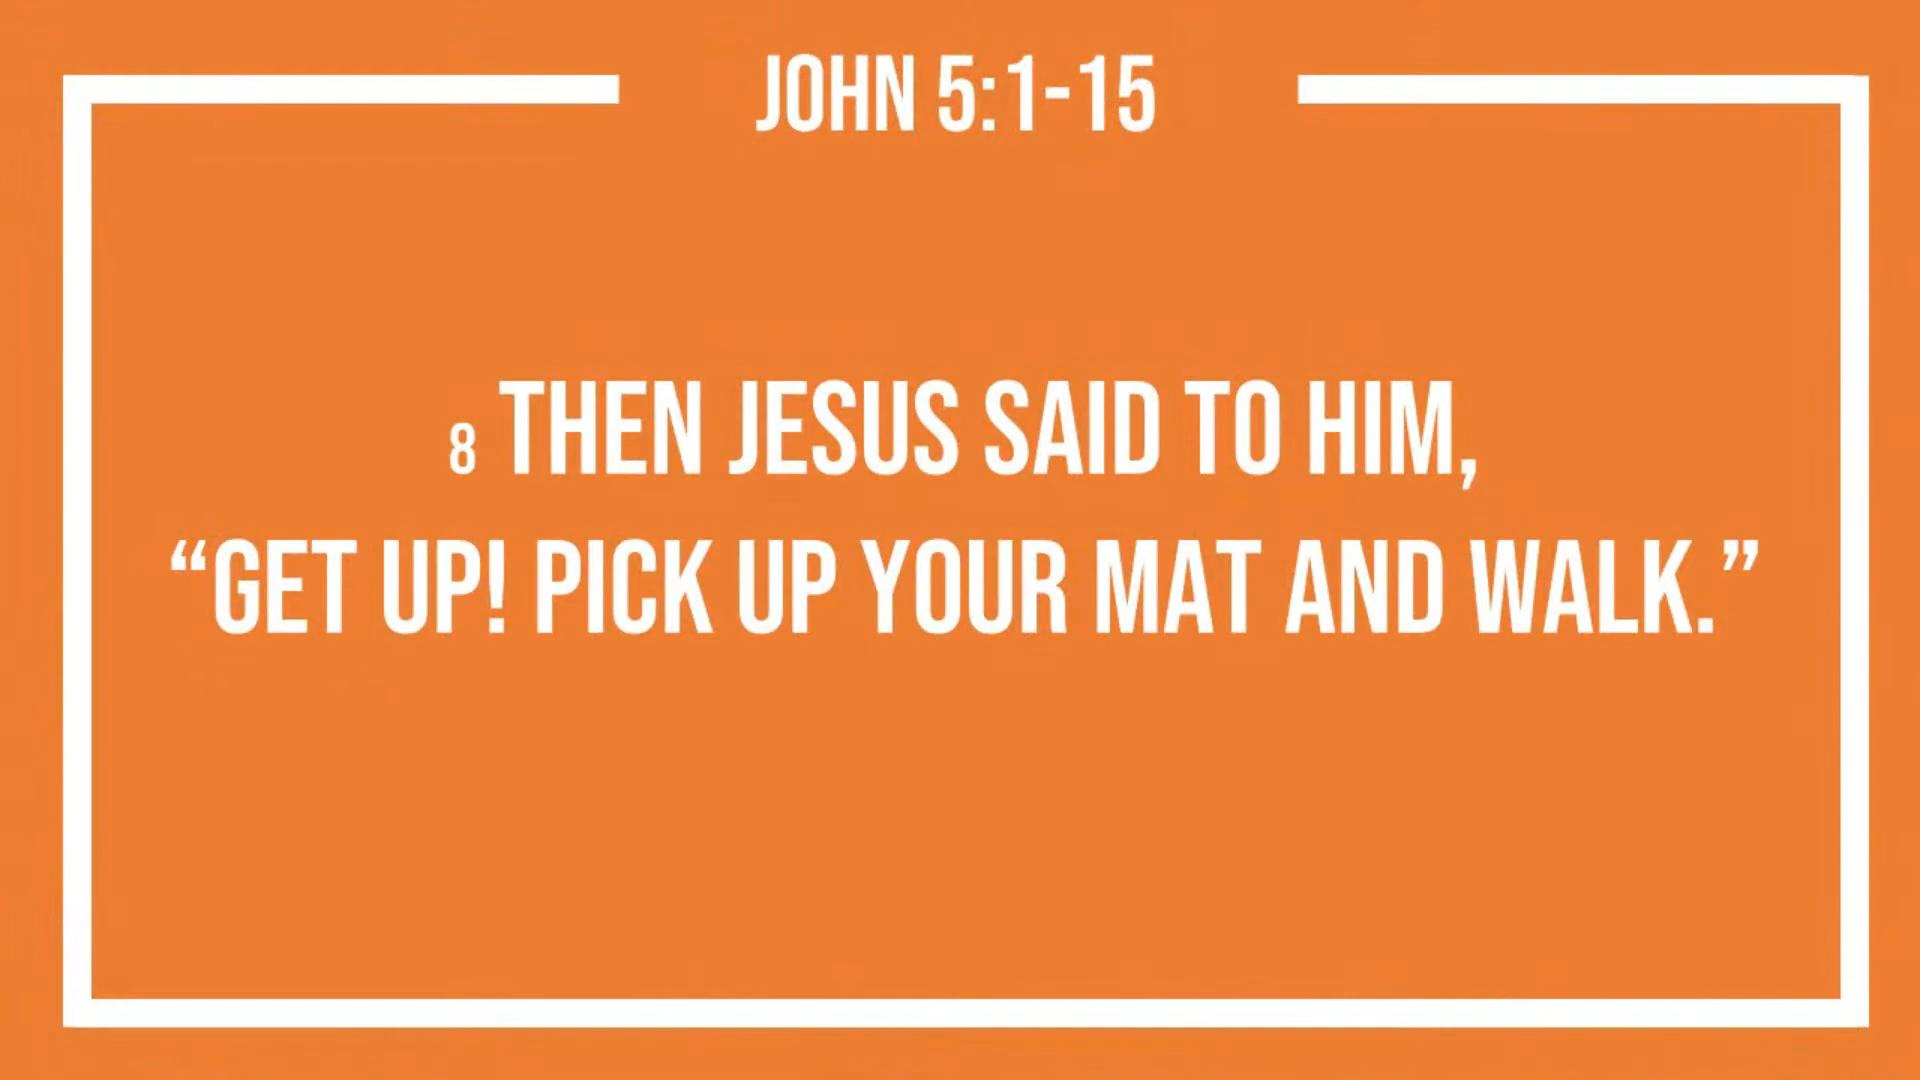 JOHN 5:1-15
8 THEN JESUS SAID TO HIM,
“GET UP! PICK UP YOUR MAT AND WALK.”